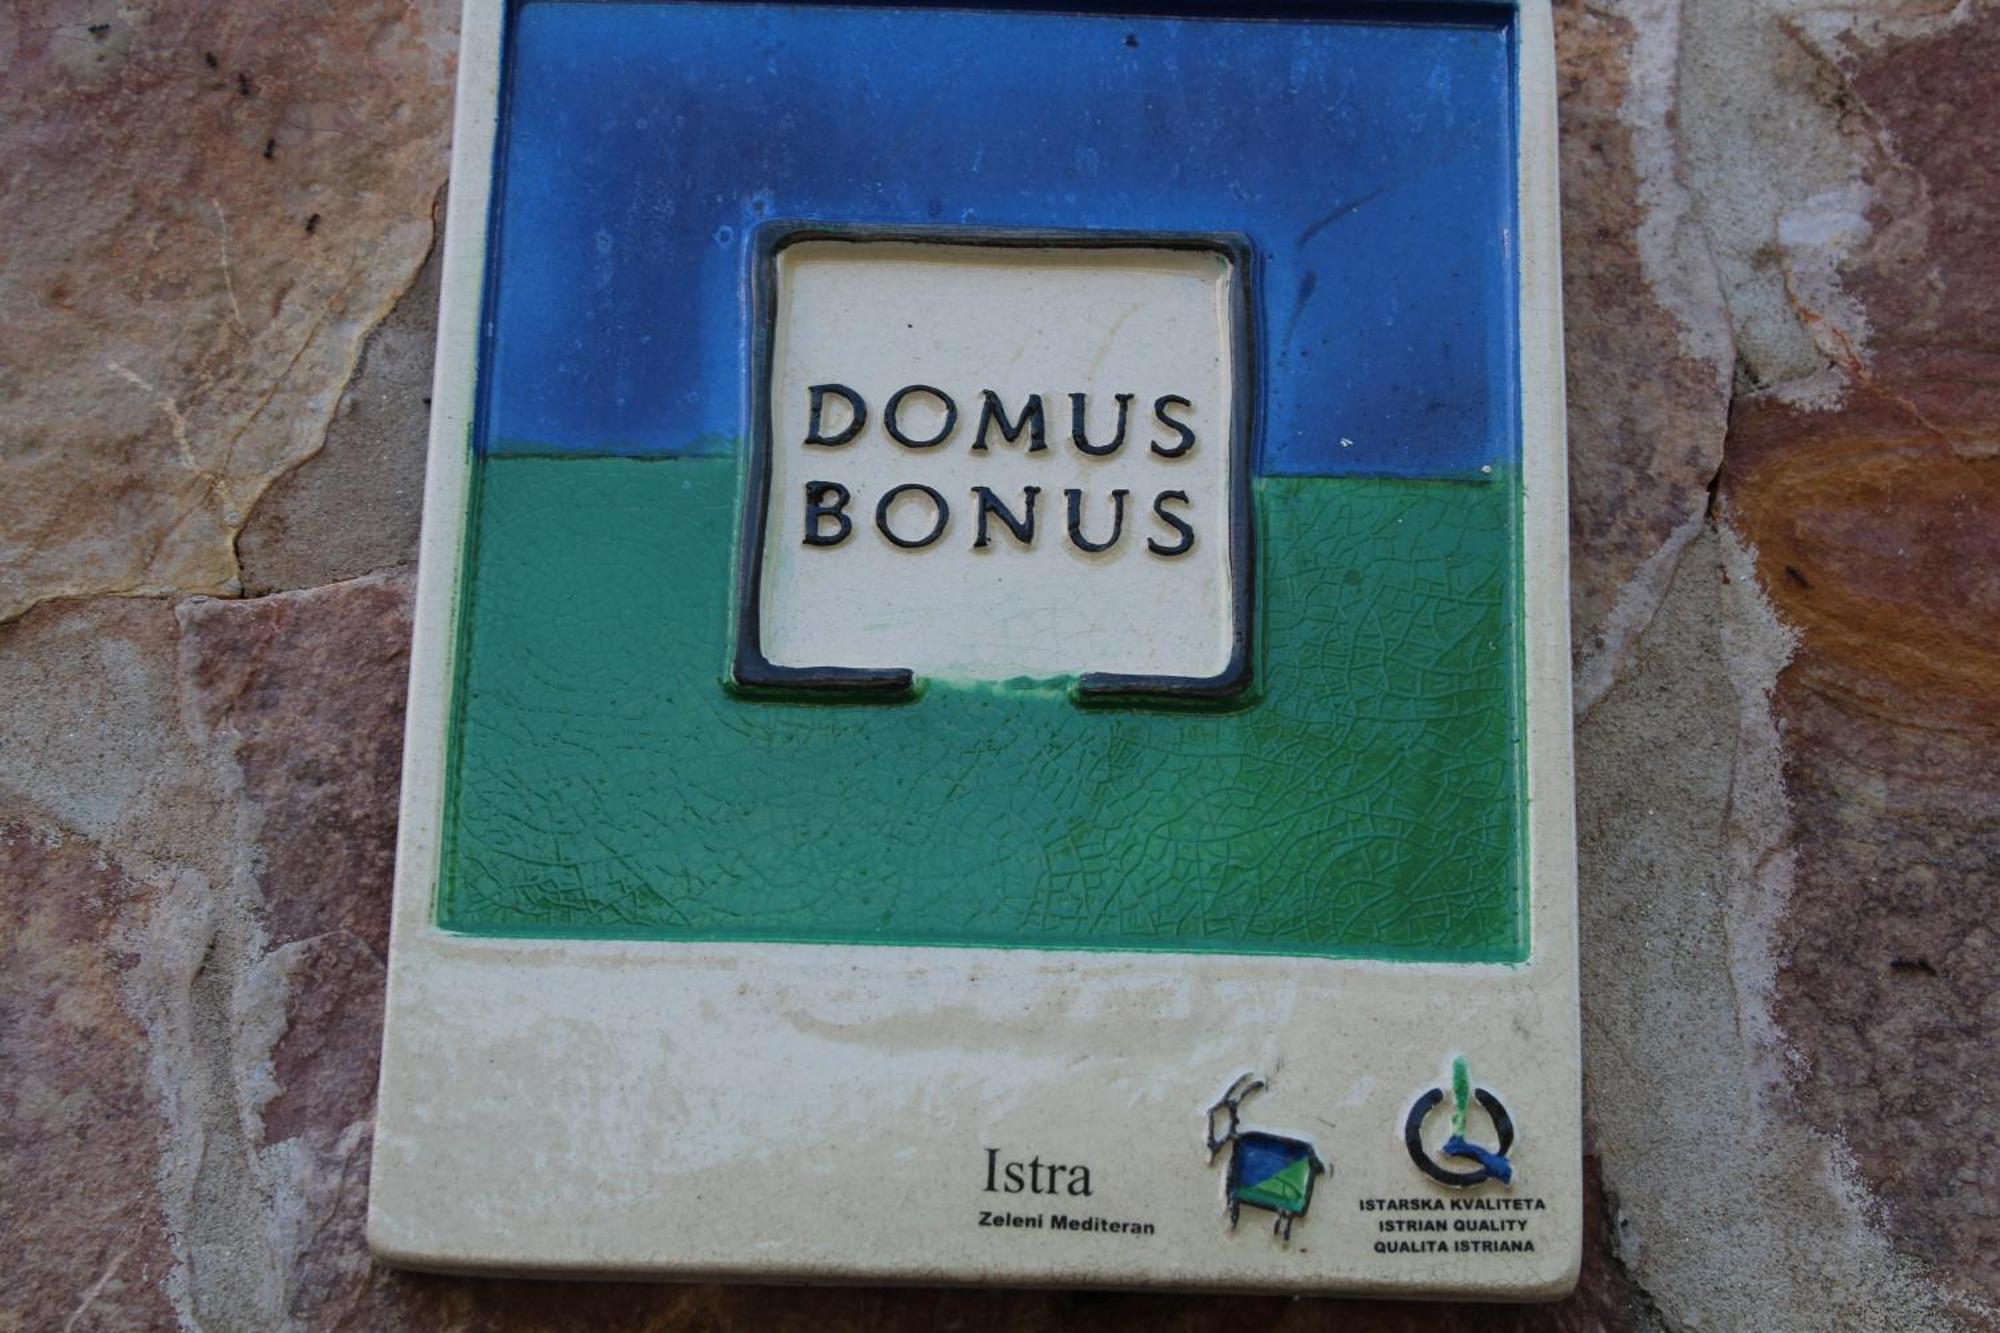 DOMUS
BONUS
Istra
Zeleni Mediteran
ISTARSKA KVALITETA
ISTRIAN QUALITY
QUALITA ISTRIANA